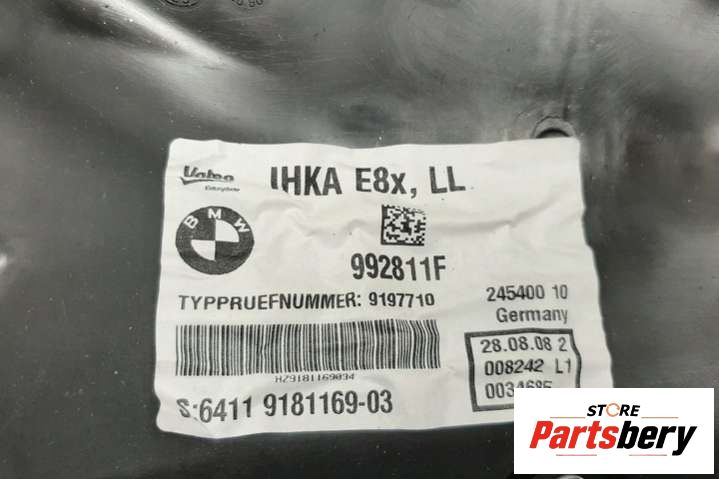 Valeo
IHKA E8x, LL
BMW
992811F
TYPPRUEFNUMMER: 9197710
245400 10
Germany
H29181169034
28.08.08 2
008242 L1
S:6411 9181169-03
STORE
Partsbery